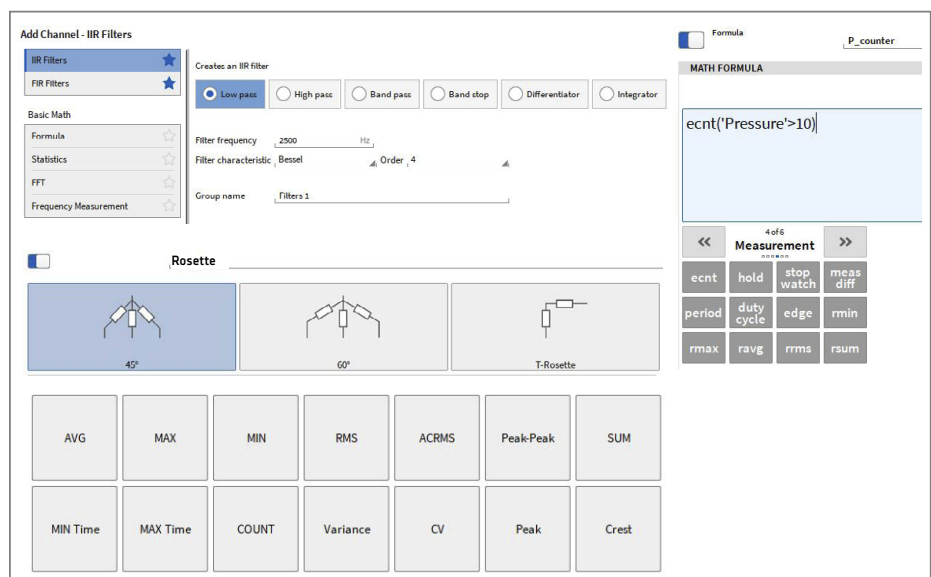 Add Channel - IIR Filters
IIR Filters
FIR Filters
Basic Math
Formula
Statistics
FFT
Frequency Measurement
Creates an IIR filter
Low pass
High pass
Band pass
Band stop
Differentiator
Integrator
Filter frequency 2500 Hz
Filter characteristic Bessel Order 4
Group name Filters 1
Formula
P_counter
MATH FORMULA
ecnt('Pressure'>10)
4 of 6
« Measurement »
ecnt hold stop watch meas diff
period duty cycle edge rmin
rmax ravg rrms rsum
Rosette
45° 60° T-Rosette
AVG MAX MIN RMS ACRMS Peak-Peak SUM
MIN Time MAX Time COUNT Variance CV Peak Crest